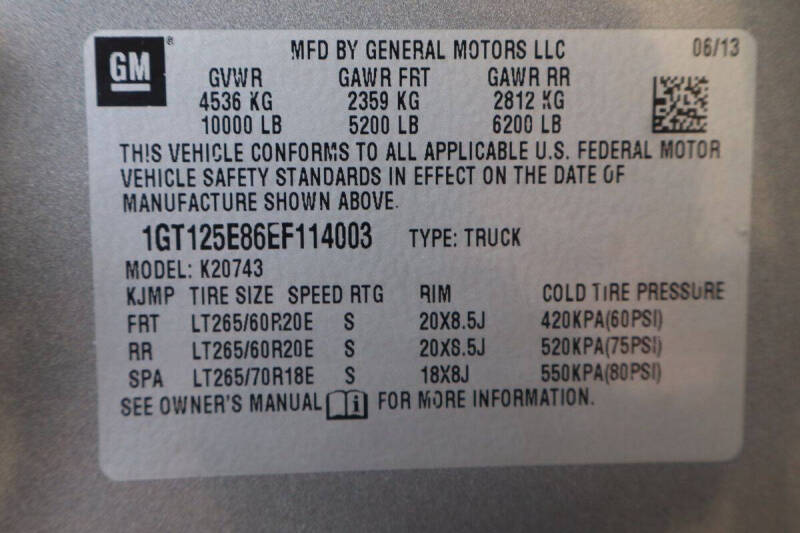 GM ® MFD BY GENERAL MOTORS LLC 06/13
GVWR GAWR FRT GAWR RR
4536 KG 2359 KG 2812 KG
10000 LB 5200 LB 6200 LB
THIS VEHICLE CONFORMS TO ALL APPLICABLE U.S. FEDERAL MOTOR
VEHICLE SAFETY STANDARDS IN EFFECT ON THE DATE OF
MANUFACTURE SHOWN ABOVE.
1GT125E86EF114003 TYPE: TRUCK
MODEL: K20743
KJMP TIRE SIZE SPEED RTG RIM COLD TIRE PRESSURE
FRT LT265/60R20E S 20X8.5J 420KPA(60PSI)
RR LT265/60R20E S 20X8.5J 520KPA(75PSI)
SPA LT265/70R18E S 18X8J 550KPA(80PSI)
SEE OWNER'S MANUAL i FOR MORE INFORMATION.